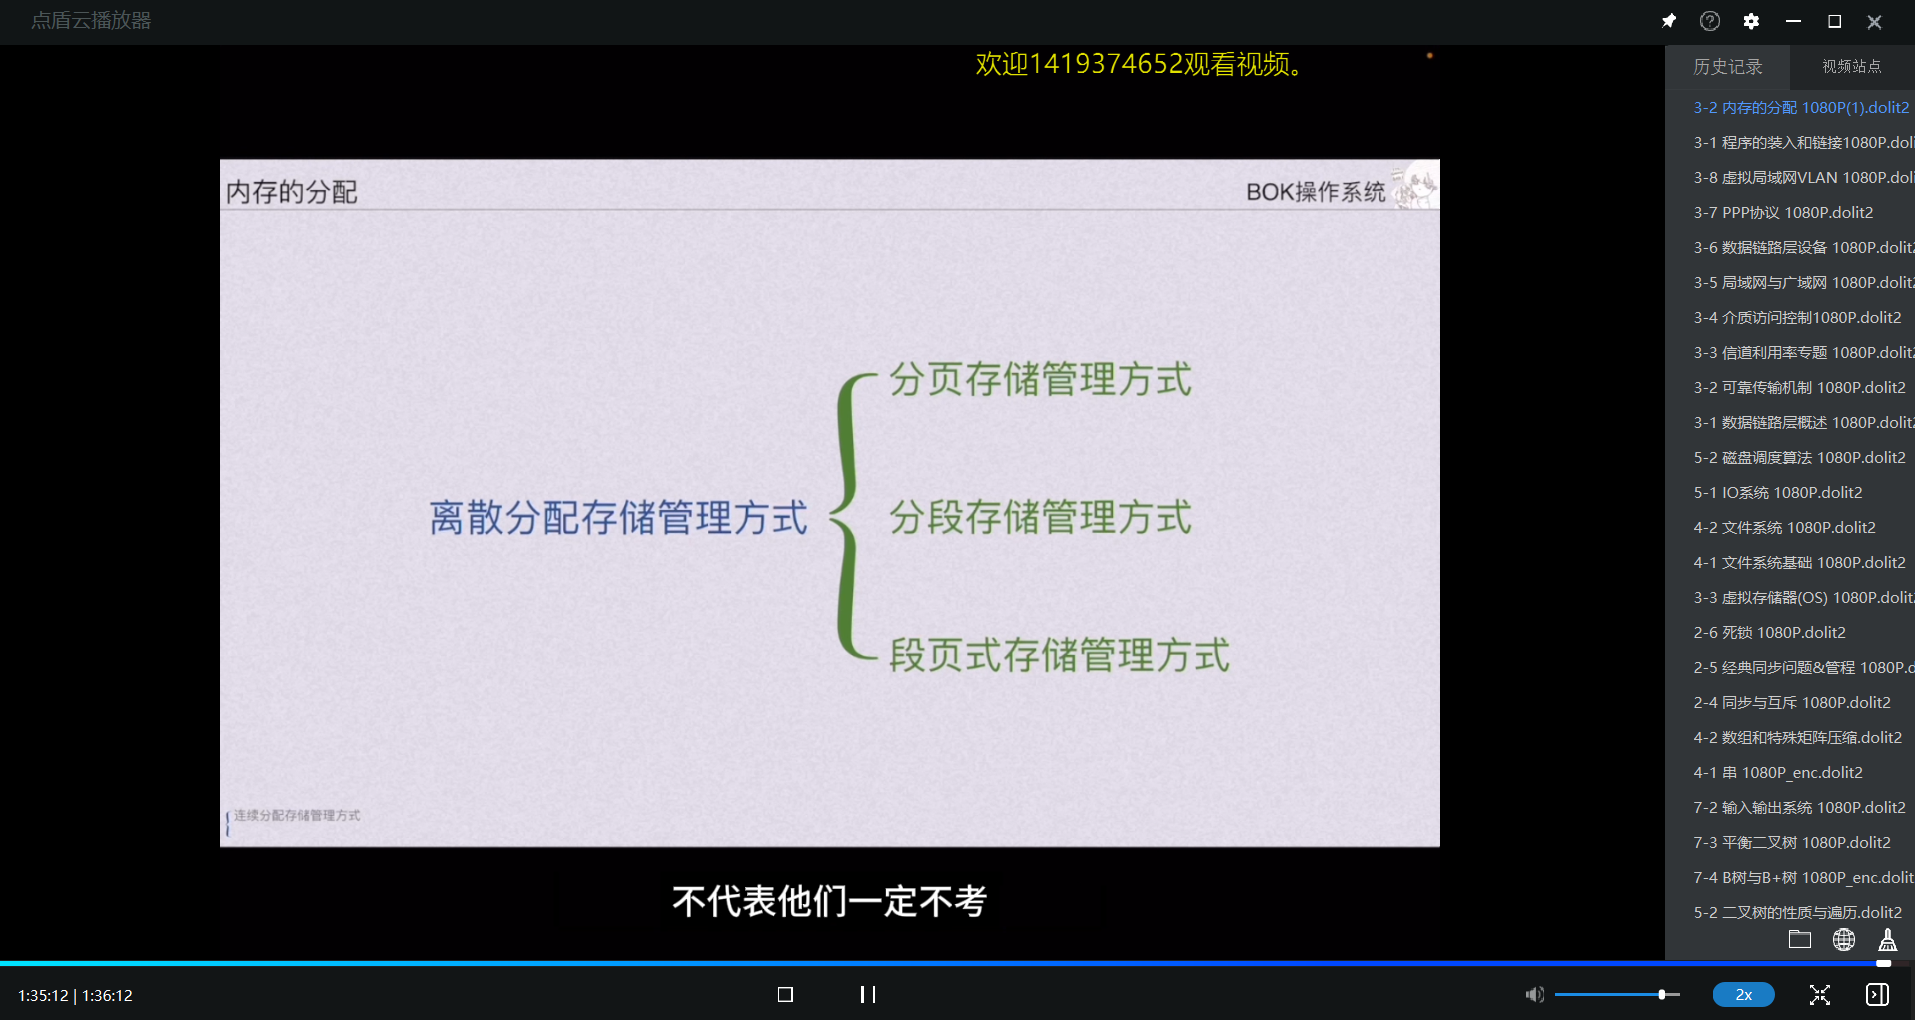 点盾云播放器
欢迎1419374652观看视频。
内存的分配
BOK操作系统
分页存储管理方式
离散分配存储管理方式
分段存储管理方式
段页式存储管理方式
连续分配存储管理方式
不代表他们一定不考
历史记录
视频站点
3-2 内存的分配 1080P(1).dolit2
3-1 程序的装入和链接1080P.doli
3-8 虚拟局域网VLAN 1080P.doli
3-7 PPP协议 1080P.dolit2
3-6 数据链路层设备 1080P.dolit2
3-5 局域网与广域网 1080P.dolit2
3-4 介质访问控制1080P.dolit2
3-3 信道利用率专题 1080P.dolit2
3-2 可靠传输机制 1080P.dolit2
3-1 数据链路层概述 1080P.dolit2
5-2 磁盘调度算法 1080P.dolit2
5-1 IO系统 1080P.dolit2
4-2 文件系统 1080P.dolit2
4-1 文件系统基础 1080P.dolit2
3-3 虚拟存储器(OS) 1080P.dolit2
2-6 死锁 1080P.dolit2
2-5 经典同步问题&管程 1080P.d
2-4 同步与互斥 1080P.dolit2
4-2 数组和特殊矩阵压缩.dolit2
4-1 串 1080P_enc.dolit2
7-2 输入输出系统 1080P.dolit2
7-3 平衡二叉树 1080P.dolit2
7-4 B树与B+树 1080P_enc.dolit
5-2 二叉树的性质与遍历.dolit2
1:35:12 | 1:36:12
2x